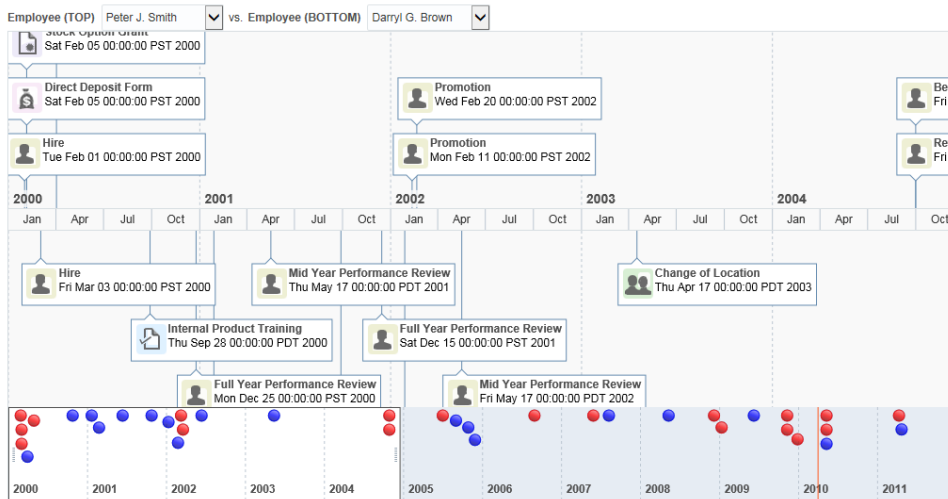 Employee (TOP) Peter J. Smith vs. Employee (BOTTOM) Darryl G. Brown
Stock Option Grant
Sat Feb 05 00:00:00 PST 2000
Direct Deposit Form
Sat Feb 05 00:00:00 PST 2000
Promotion
Wed Feb 20 00:00:00 PST 2002
Be
Fri
Hire
Tue Feb 01 00:00:00 PST 2000
Promotion
Mon Feb 11 00:00:00 PST 2002
Re
Fri
2000 2001 2002 2003 2004
Jan Apr Jul Oct Jan Apr Jul Oct Jan Apr Jul Oct Jan Apr Jul Oct Jan Apr Jul Oct
Hire
Fri Mar 03 00:00:00 PST 2000
Mid Year Performance Review
Thu May 17 00:00:00 PDT 2001
Change of Location
Thu Apr 17 00:00:00 PDT 2003
Internal Product Training
Thu Sep 28 00:00:00 PDT 2000
Full Year Performance Review
Sat Dec 15 00:00:00 PST 2001
Full Year Performance Review
Mon Dec 25 00:00:00 PST 2000
Mid Year Performance Review
Fri May 17 00:00:00 PDT 2002
2000 2001 2002 2003 2004 2005 2006 2007 2008 2009 2010 2011